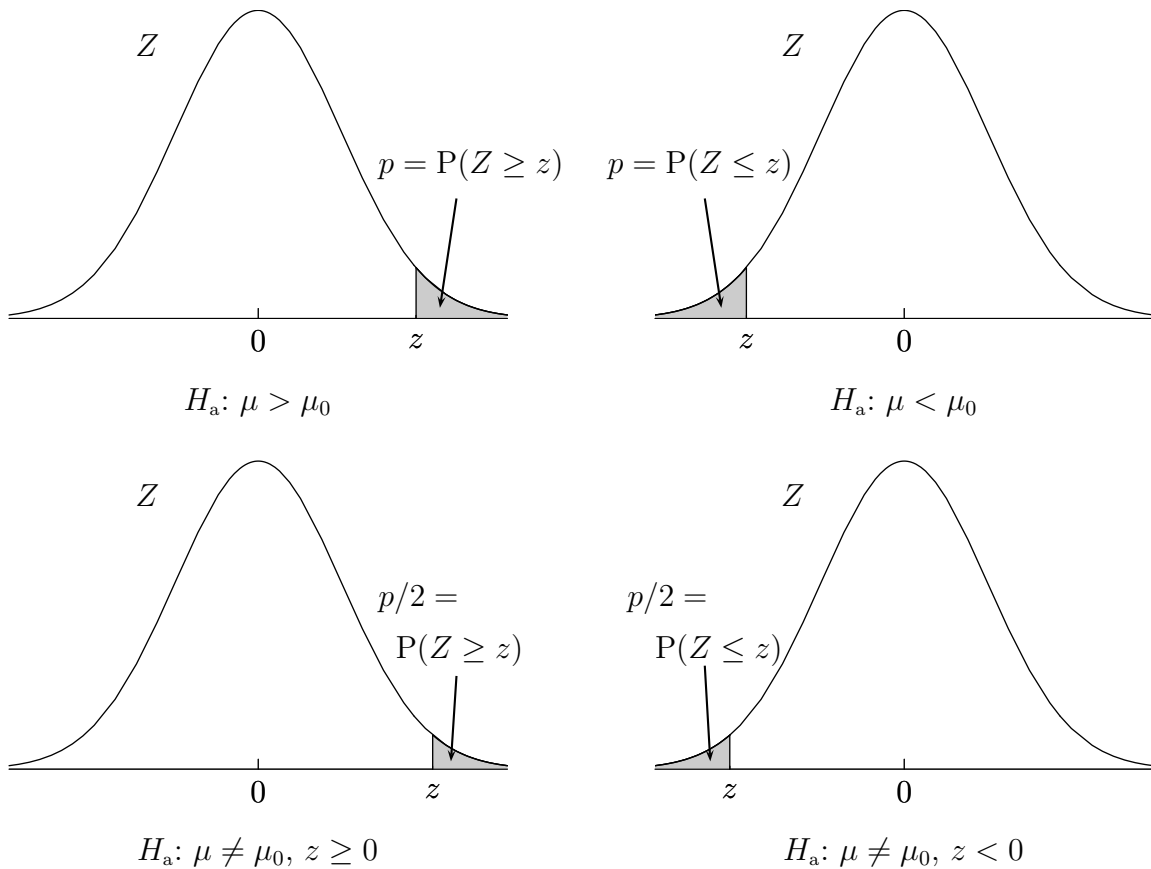 Z
p = P(Z ≥ z)
0
z
Hₐ: μ > μ₀
Z
p = P(Z ≤ z)
z
0
Hₐ: μ < μ₀
Z
p/2 =
P(Z ≥ z)
0
z
Hₐ: μ ≠ μ₀, z ≥ 0
Z
p/2 =
P(Z ≤ z)
z
0
Hₐ: μ ≠ μ₀, z < 0